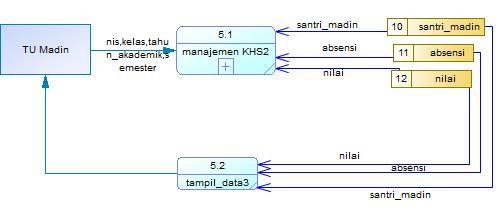 5.1
santri_madin
10 santri_madin
TU Madin
nis,kelas,tahu
n_akademik,s
emester
manajemen KHS2
absensi
11 absensi
nilai
12 nilai
nilai
5.2
absensi
tampil_data3
santri_madin